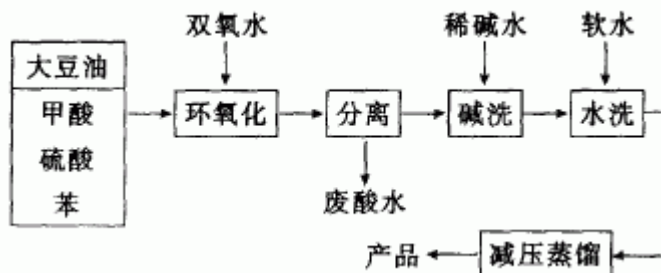 双氧水 稀碱水 软水
大豆油
甲酸 环氧化 分离 碱洗 水洗
硫酸
苯 废酸水
产品 减压蒸馏